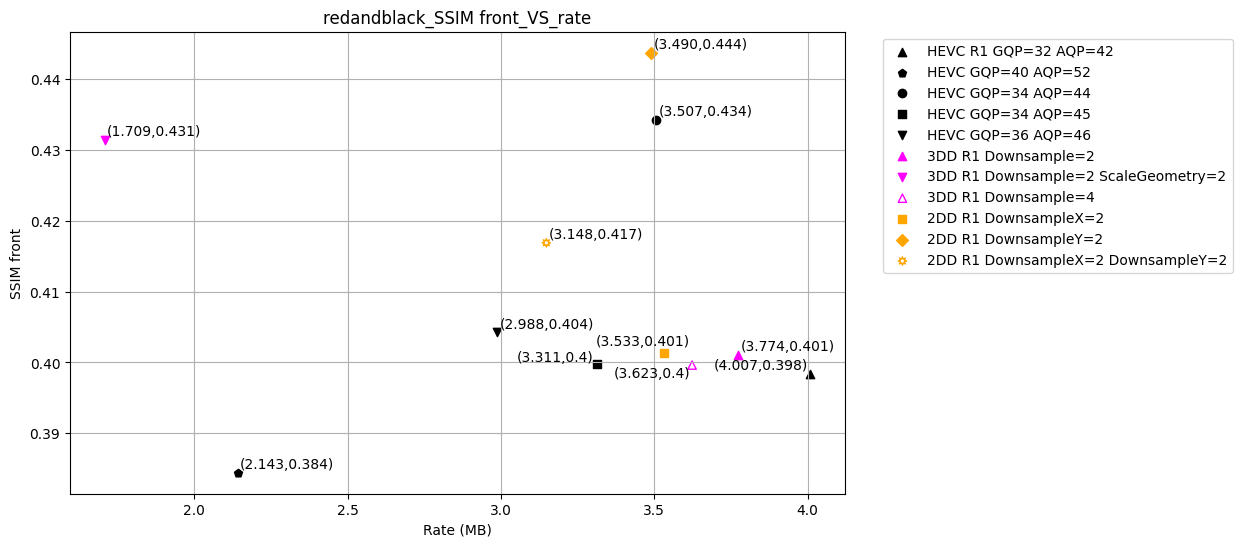 redandblack_SSIM front_VS_rate
SSIM front
0.44
0.43
0.42
0.41
0.40
0.39
(3.490,0.444)
(3.507,0.434)
(1.709,0.431)
(3.148,0.417)
(2.988,0.404)
(3.533,0.401)
(3.774,0.401)
(3.311,0.4)
(4.007,0.398)
(3.623,0.4)
(2.143,0.384)
2.0
2.5
3.0
3.5
4.0
Rate (MB)
HEVC R1 GQP=32 AQP=42
HEVC GQP=40 AQP=52
HEVC GQP=34 AQP=44
HEVC GQP=34 AQP=45
HEVC GQP=36 AQP=46
3DD R1 Downsample=2
3DD R1 Downsample=2 ScaleGeometry=2
3DD R1 Downsample=4
2DD R1 DownsampleX=2
2DD R1 DownsampleY=2
2DD R1 DownsampleX=2 DownsampleY=2